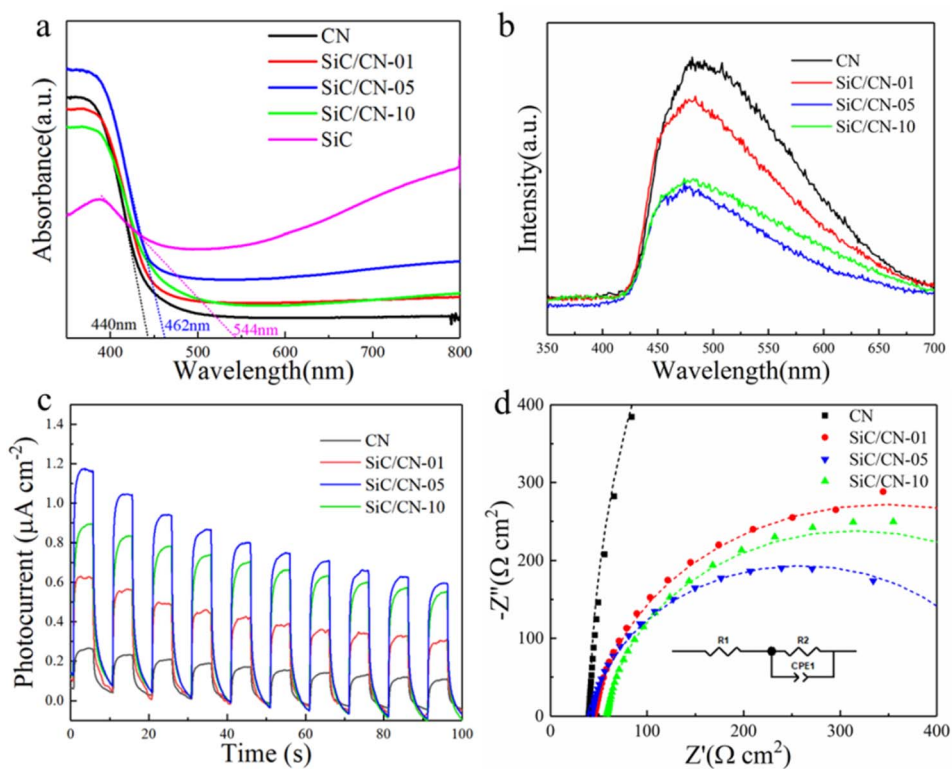 a
CN
SiC/CN-01
SiC/CN-05
SiC/CN-10
SiC
Absorbance(a.u.)
440nm
462nm
544nm
400 500 600 700 800
Wavelength(nm)
b
CN
SiC/CN-01
SiC/CN-05
SiC/CN-10
Intensity(a.u.)
350 400 450 500 550 600 650 700
Wavelength(nm)
c
CN
SiC/CN-01
SiC/CN-05
SiC/CN-10
Photocurrent (μA cm-2)
1.4
1.2
1.0
0.8
0.6
0.4
0.2
0.0
0 20 40 60 80 100
Time (s)
d
CN
SiC/CN-01
SiC/CN-05
SiC/CN-10
-Z''(Ω cm2)
400
300
200
100
0
R1
R2
CPE1
0 100 200 300 400
Z'(Ω cm2)